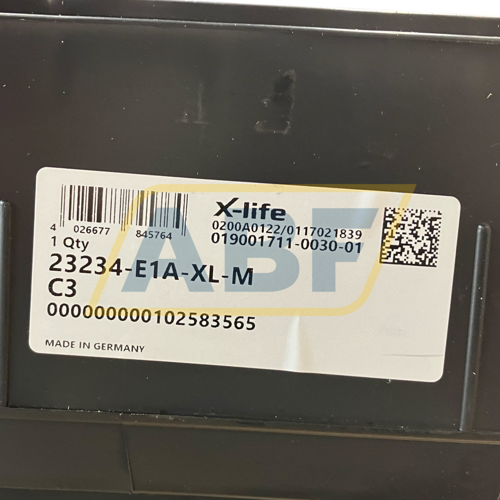 X-life
0200A0122/0117021839
019001711-0030-01
4 026677 845764
1 Qty
23234-E1A-XL-M
C3
000000000102583565
MADE IN GERMANY
ABF